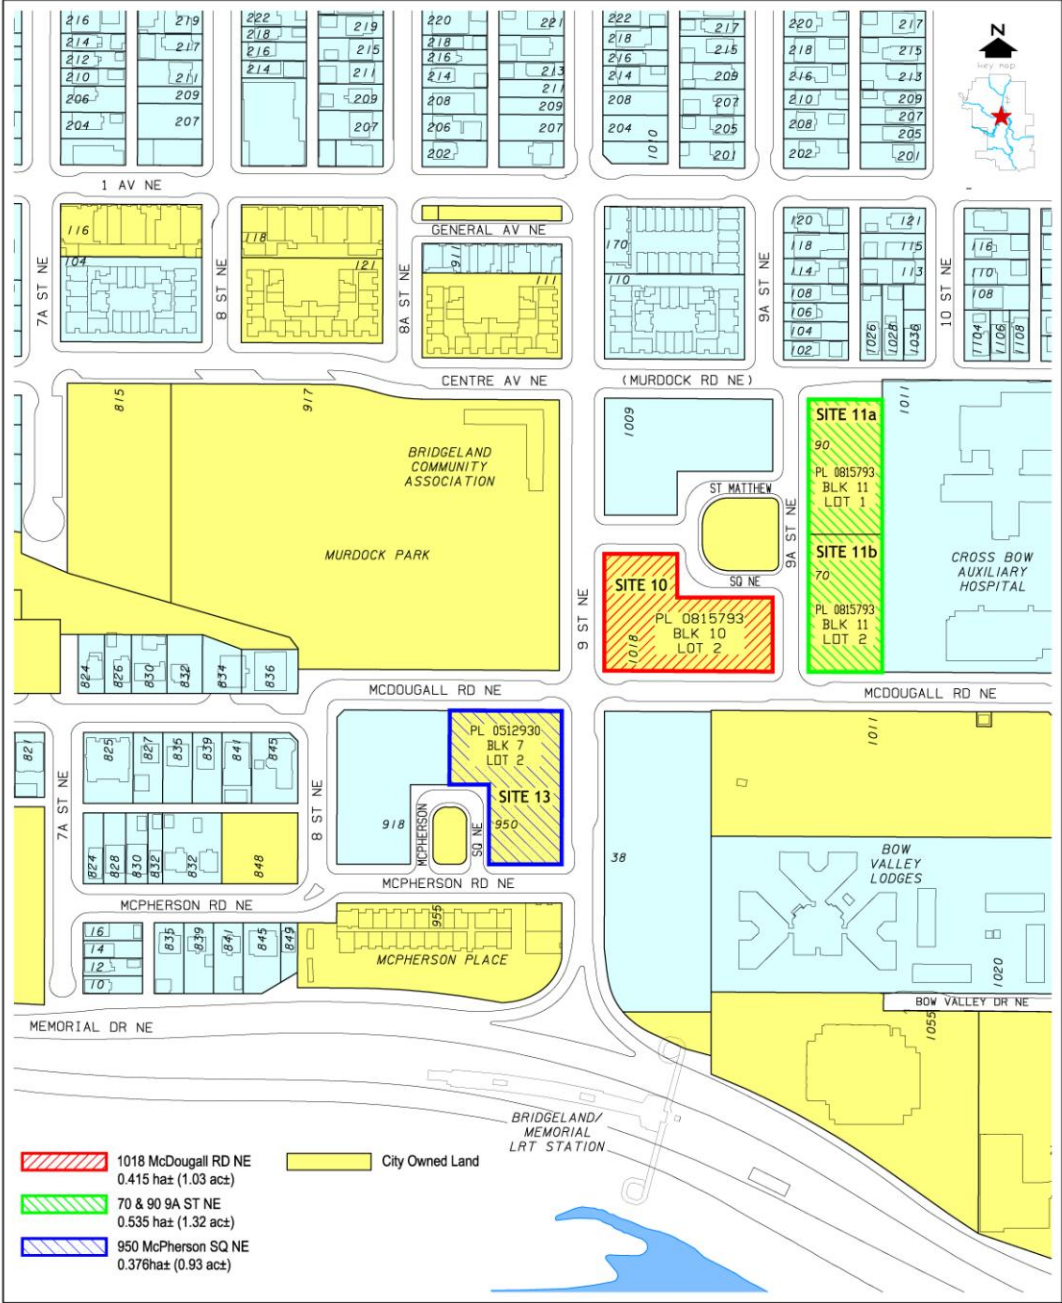 216
219
214
217
212
210
211
206
209
204
207
222
219
218
216
215
214
211
209
207
220
221
218
216
214
213
211
208
209
206
207
202
222
217
218
216
215
214
209
208
207
204
205
1010
201
220
217
218
215
216
213
210
209
207
208
205
202
201
N
key map
1 AV NE
116
104
7A ST NE
118
121
8 ST NE
8A ST NE
GENERAL AV NE
911
111
170
110
9A ST NE
120
121
118
115
114
113
108
106
104
102
1026
1028
1036
10 ST NE
116
110
108
1104
1106
1108
CENTRE AV NE
(MURDOCK RD NE)
815
917
BRIDGELAND
COMMUNITY
ASSOCIATION
MURDOCK PARK
1009
ST MATTHEW
SQ NE
9A ST NE
9 ST NE
SITE 11a
90
PL 0815793
BLK 11
LOT 1
SITE 11b
70
PL 0815793
BLK 11
LOT 2
1011
CROSS BOW
AUXILIARY
HOSPITAL
SITE 10
PL 0815793
BLK 10
LOT 2
1018
824
826
830
832
834
836
MCDOUGALL RD NE
MCDOUGALL RD NE
821
7A ST NE
825
827
835
839
841
845
8 ST NE
PL 0512930
BLK 7
LOT 2
SITE 13
950
918
MCPHERSON
SQ NE
38
1011
BOW
VALLEY
LODGES
1020
824
828
830
832
832
848
MCPHERSON RD NE
MCPHERSON RD NE
16
14
12
10
835
839
841
845
849
955
MCPHERSON PLACE
BOW VALLEY DR NE
1055
MEMORIAL DR NE
BRIDGELAND/
MEMORIAL
LRT STATION
1018 McDougall RD NE
0.415 ha± (1.03 ac±)
City Owned Land
70 & 90 9A ST NE
0.535 ha± (1.32 ac±)
950 McPherson SQ NE
0.376ha± (0.93 ac±)